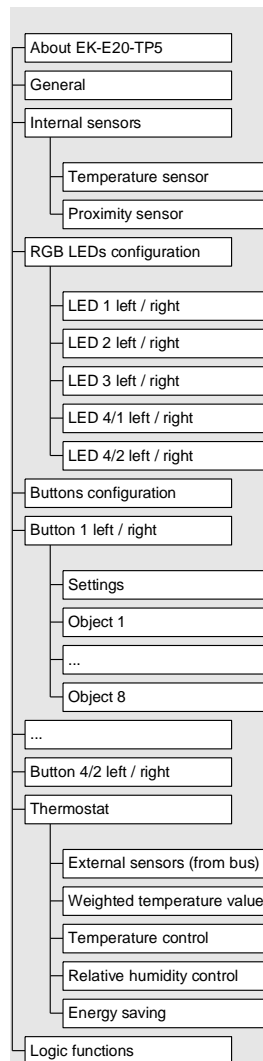 About EK-E20-TP5
General
Internal sensors
Temperature sensor
Proximity sensor
RGB LEDs configuration
LED 1 left / right
LED 2 left / right
LED 3 left / right
LED 4/1 left / right
LED 4/2 left / right
Buttons configuration
Button 1 left / right
Settings
Object 1
...
Object 8
...
Button 4/2 left / right
Thermostat
External sensors (from bus)
Weighted temperature value
Temperature control
Relative humidity control
Energy saving
Logic functions